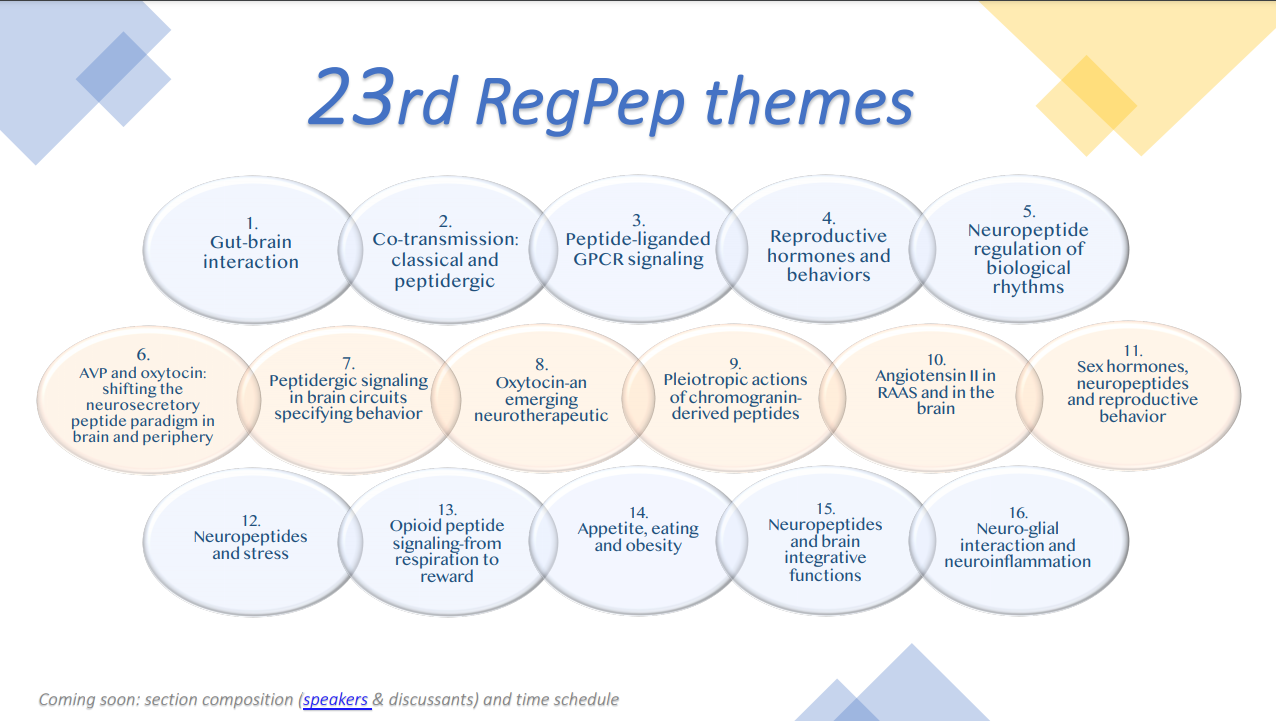 23rd RegPep themes
1.
Gut-brain
interaction
2.
Co-transmission:
classical and
peptidergic
3.
Peptide-liganded
GPCR signaling
4.
Reproductive
hormones and
behaviors
5.
Neuropeptide
regulation of
biological
rhythms
6.
AVP and oxytocin:
shifting the
neurosecretory
peptide paradigm in
brain and periphery
7.
Peptidergic signaling
in brain circuits
specifying behavior
8.
Oxytocin-an
emerging
neurotherapeutic
9.
Pleiotropic actions
of chromogranin-
derived peptides
10.
Angiotensin II in
RAAS and in the
brain
11.
Sex hormones,
neuropeptides
and reproductive
behavior
12.
Neuropeptides
and stress
13.
Opioid peptide
signaling-from
respiration to
reward
14.
Appetite, eating
and obesity
15.
Neuropeptides
and brain
integrative
functions
16.
Neuro-glial
interaction and
neuroinflammation
Coming soon: section composition (speakers & discussants) and time schedule